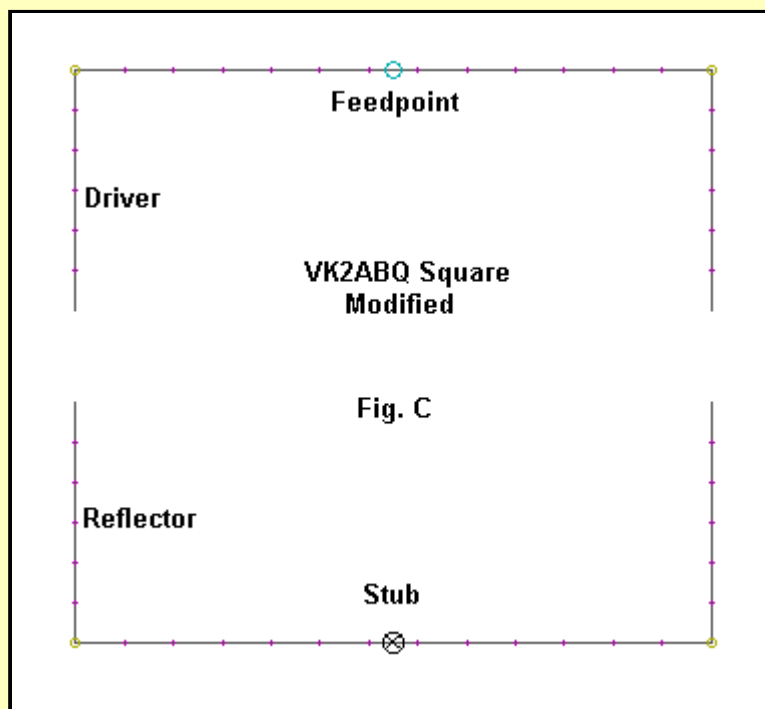 Feedpoint
Driver
VK2ABQ Square
Modified
Fig. C
Reflector
Stub